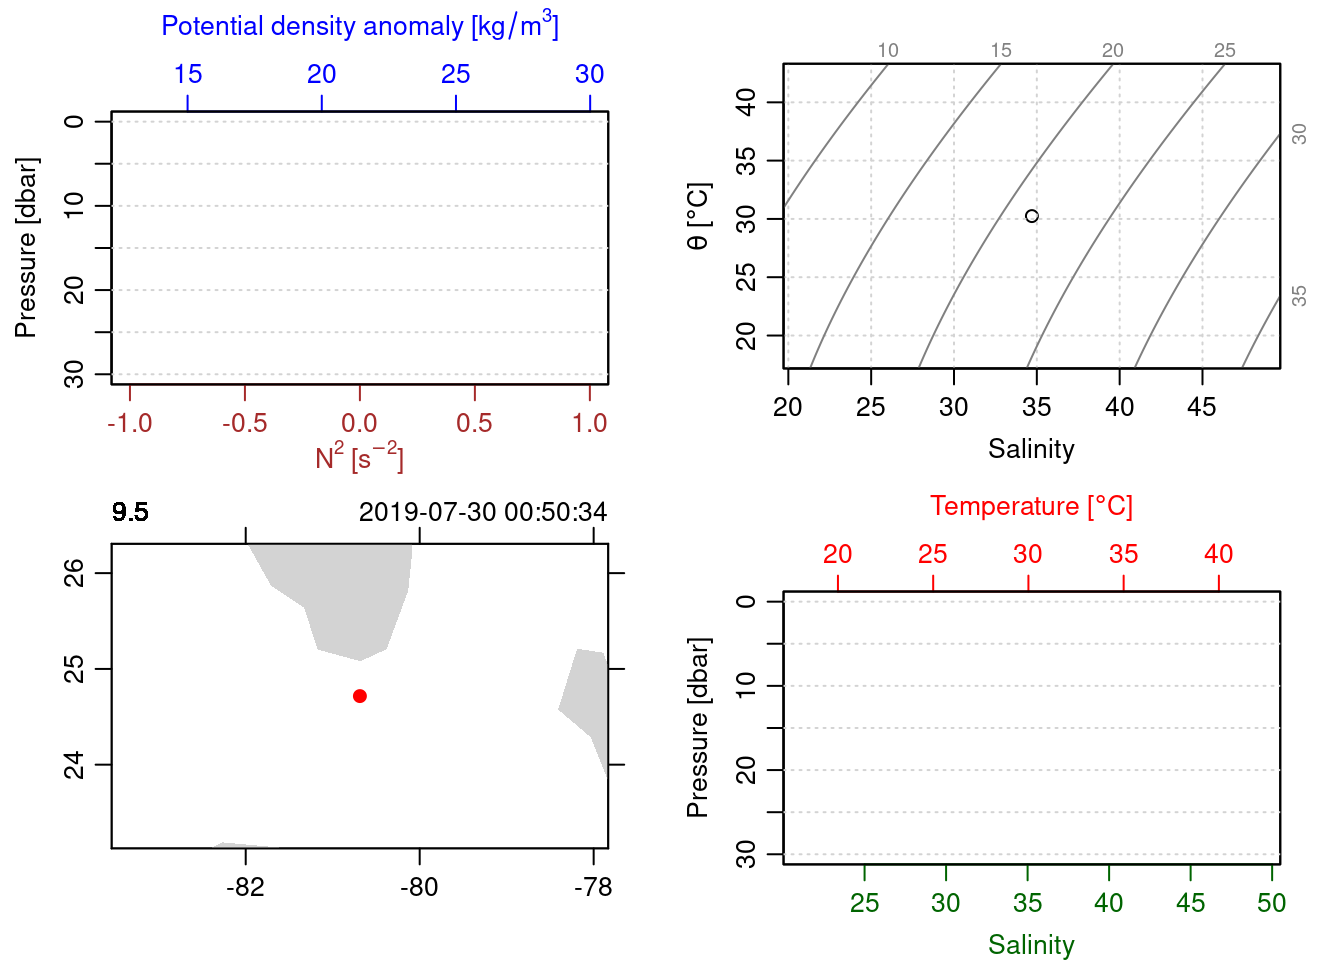 Potential density anomaly [kg/m³]
15 20 25 30
0
10
20
30
Pressure [dbar]
-1.0 -0.5 0.0 0.5 1.0
N² [s⁻²]
10 15 20 25
30
35
40
35
30
25
20
θ [°C]
20 25 30 35 40 45
Salinity
9.5 2019-07-30 00:50:34
26
25
24
-82 -80 -78
Temperature [°C]
20 25 30 35 40
0
10
20
30
Pressure [dbar]
25 30 35 40 45 50
Salinity